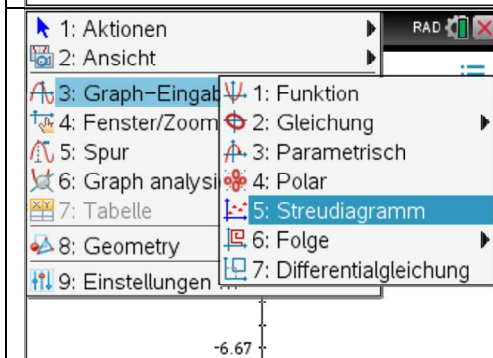 1: Aktionen
RAD
2: Ansicht
3: Graph-Eingab
1: Funktion
4: Fenster/Zoom
2: Gleichung
5: Spur
3: Parametrisch
6: Graph analysi
4: Polar
7: Tabelle
5: Streudiagramm
8: Geometry
6: Folge
9: Einstellungen ...
7: Differentialgleichung
-6.67